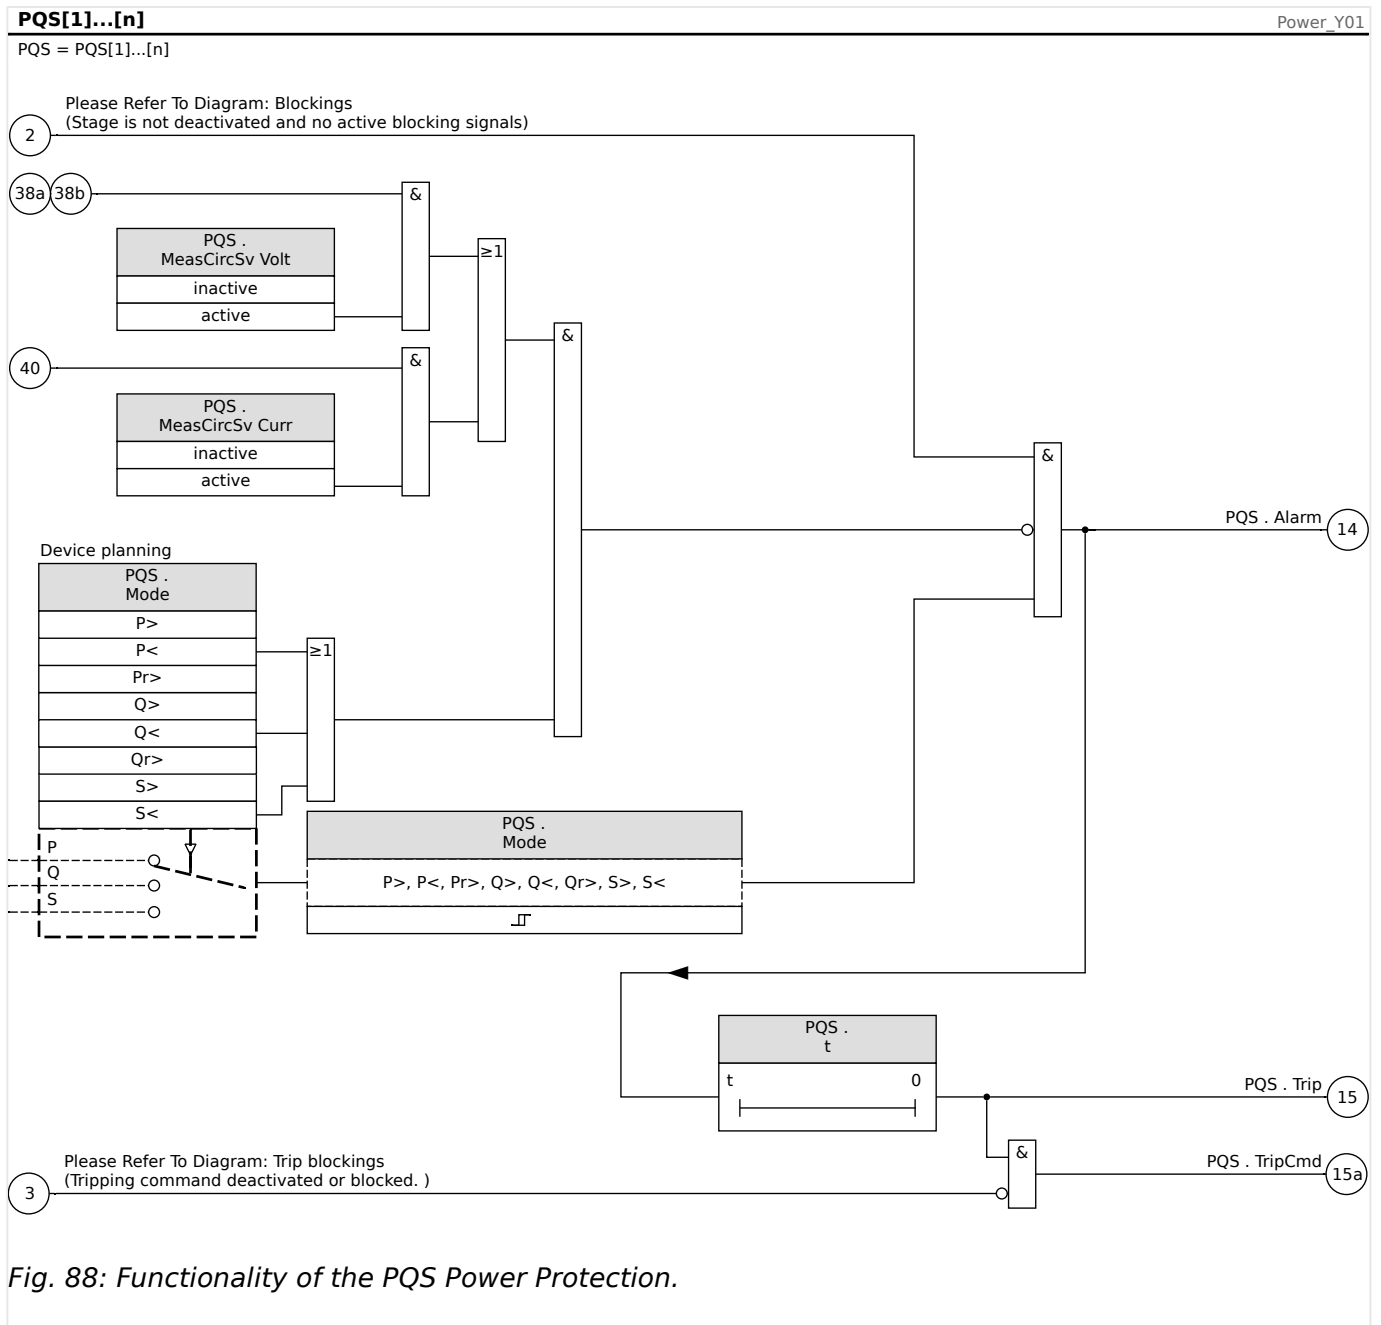 PQS[1]...[n]
Power_Y01
PQS = PQS[1]...[n]
Please Refer To Diagram: Blockings
(Stage is not deactivated and no active blocking signals)
2
38a 38b
&
PQS .
MeasCircSv Volt
inactive
active
≥1
&
40
&
PQS .
MeasCircSv Curr
inactive
active
&
PQS . Alarm
14
Device planning
PQS .
Mode
P>
P<
≥1
Pr>
Q>
Q<
Qr>
S>
S<
P
Q
S
PQS .
Mode
P>, P<, Pr>, Q>, Q<, Qr>, S>, S<
PQS .
t
t 0
PQS . Trip
15
Please Refer To Diagram: Trip blockings
(Tripping command deactivated or blocked. )
3
&
PQS . TripCmd
15a
Fig. 88: Functionality of the PQS Power Protection.